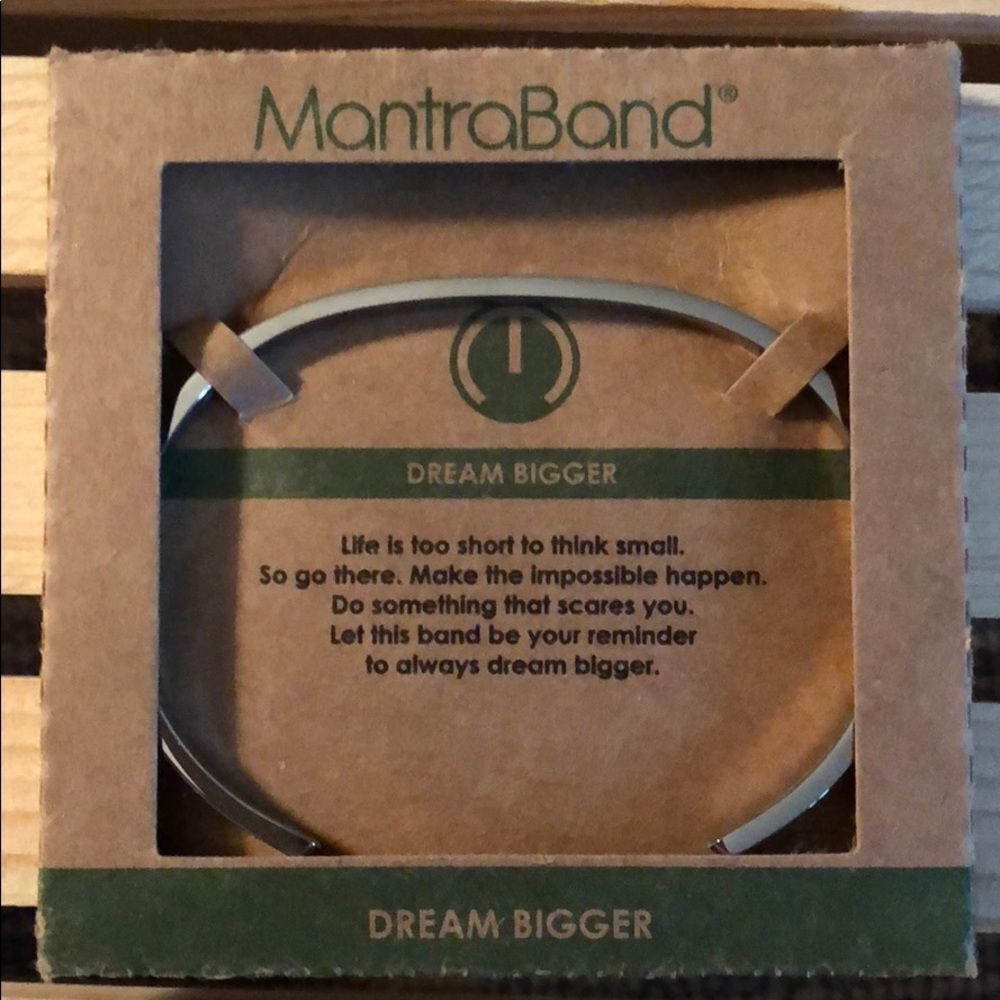 MantraBand®
DREAM BIGGER
Life is too short to think small.
So go there. Make the impossible happen.
Do something that scares you.
Let this band be your reminder
to always dream bigger.
DREAM BIGGER